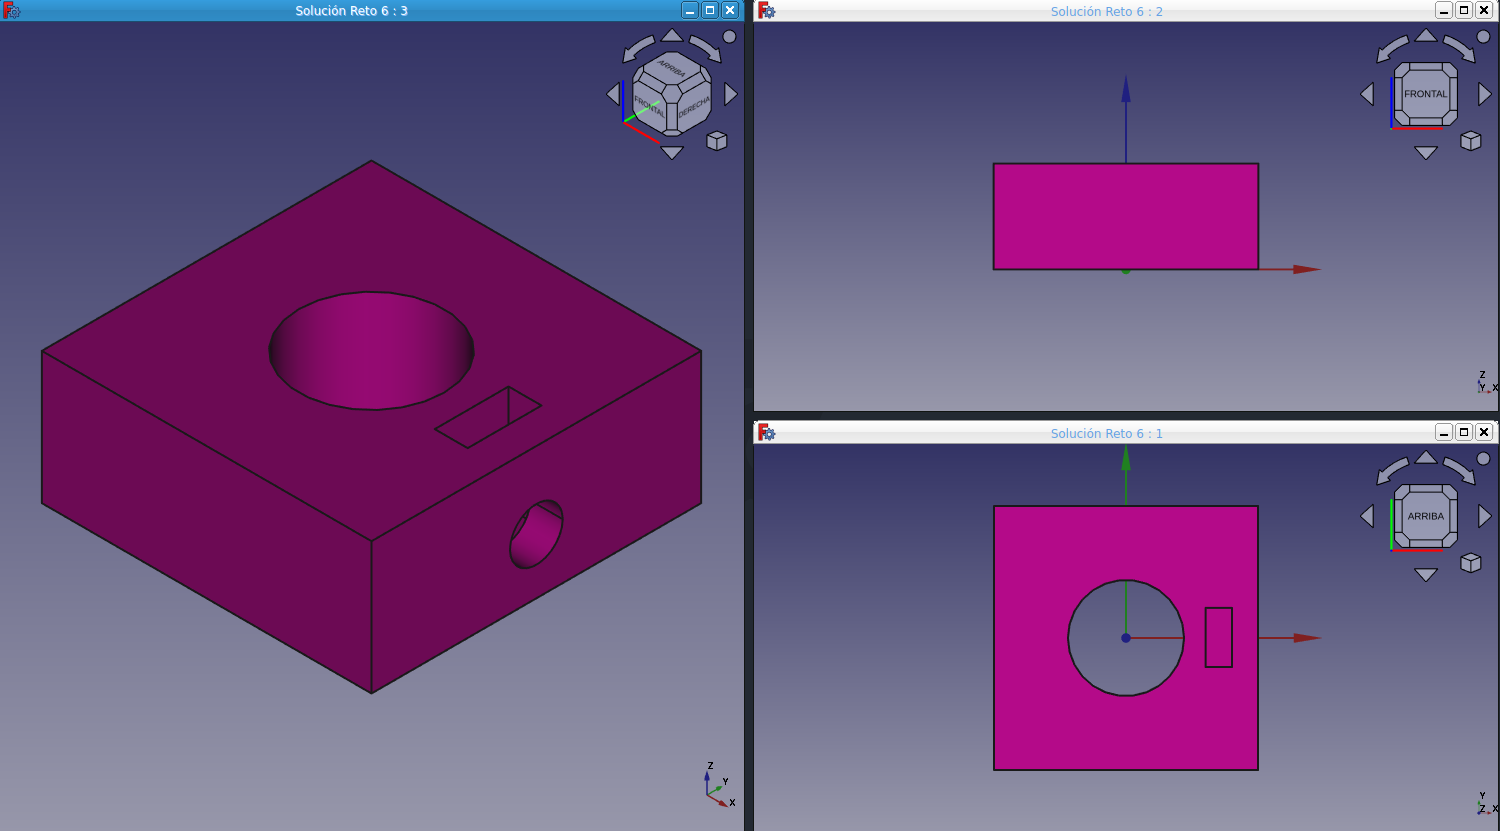 Solución Reto 6 : 3
ARRIBA
FRONTAL
DERECHA
Z
Y
X
Solución Reto 6 : 2
FRONTAL
Z
Y
X
Solución Reto 6 : 1
ARRIBA
Y
Z
X